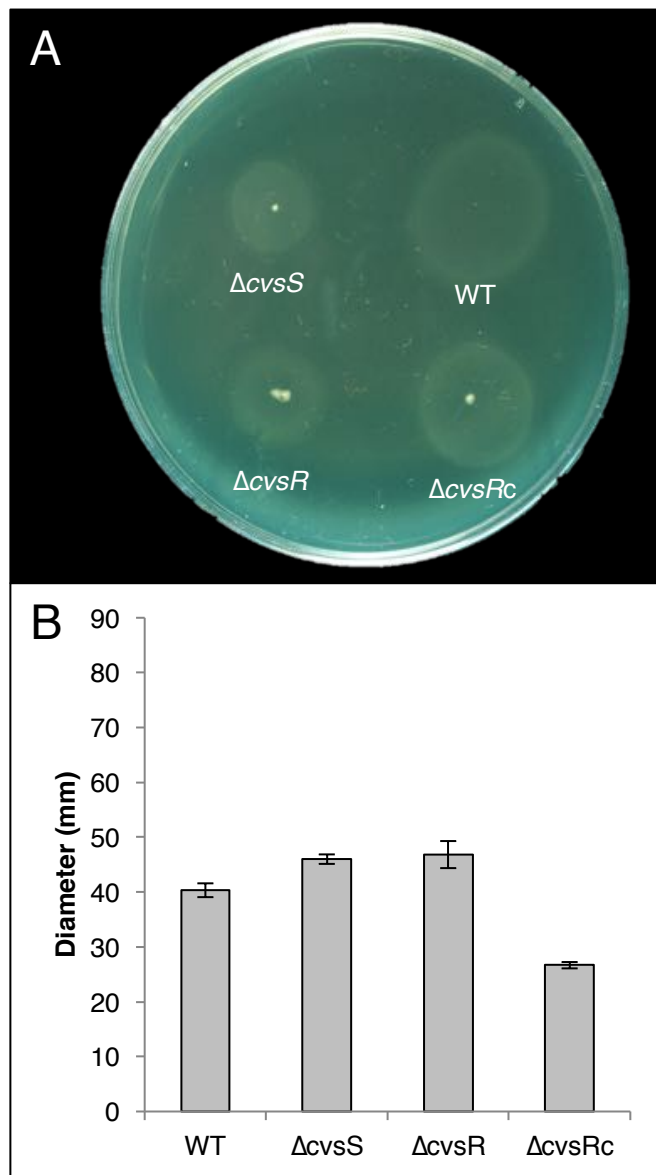 A
ΔcvsS
WT
ΔcvsR
ΔcvsRc
B
90
80
70
60
50
40
30
20
10
0
Diameter (mm)
WT ΔcvsS ΔcvsR ΔcvsRc